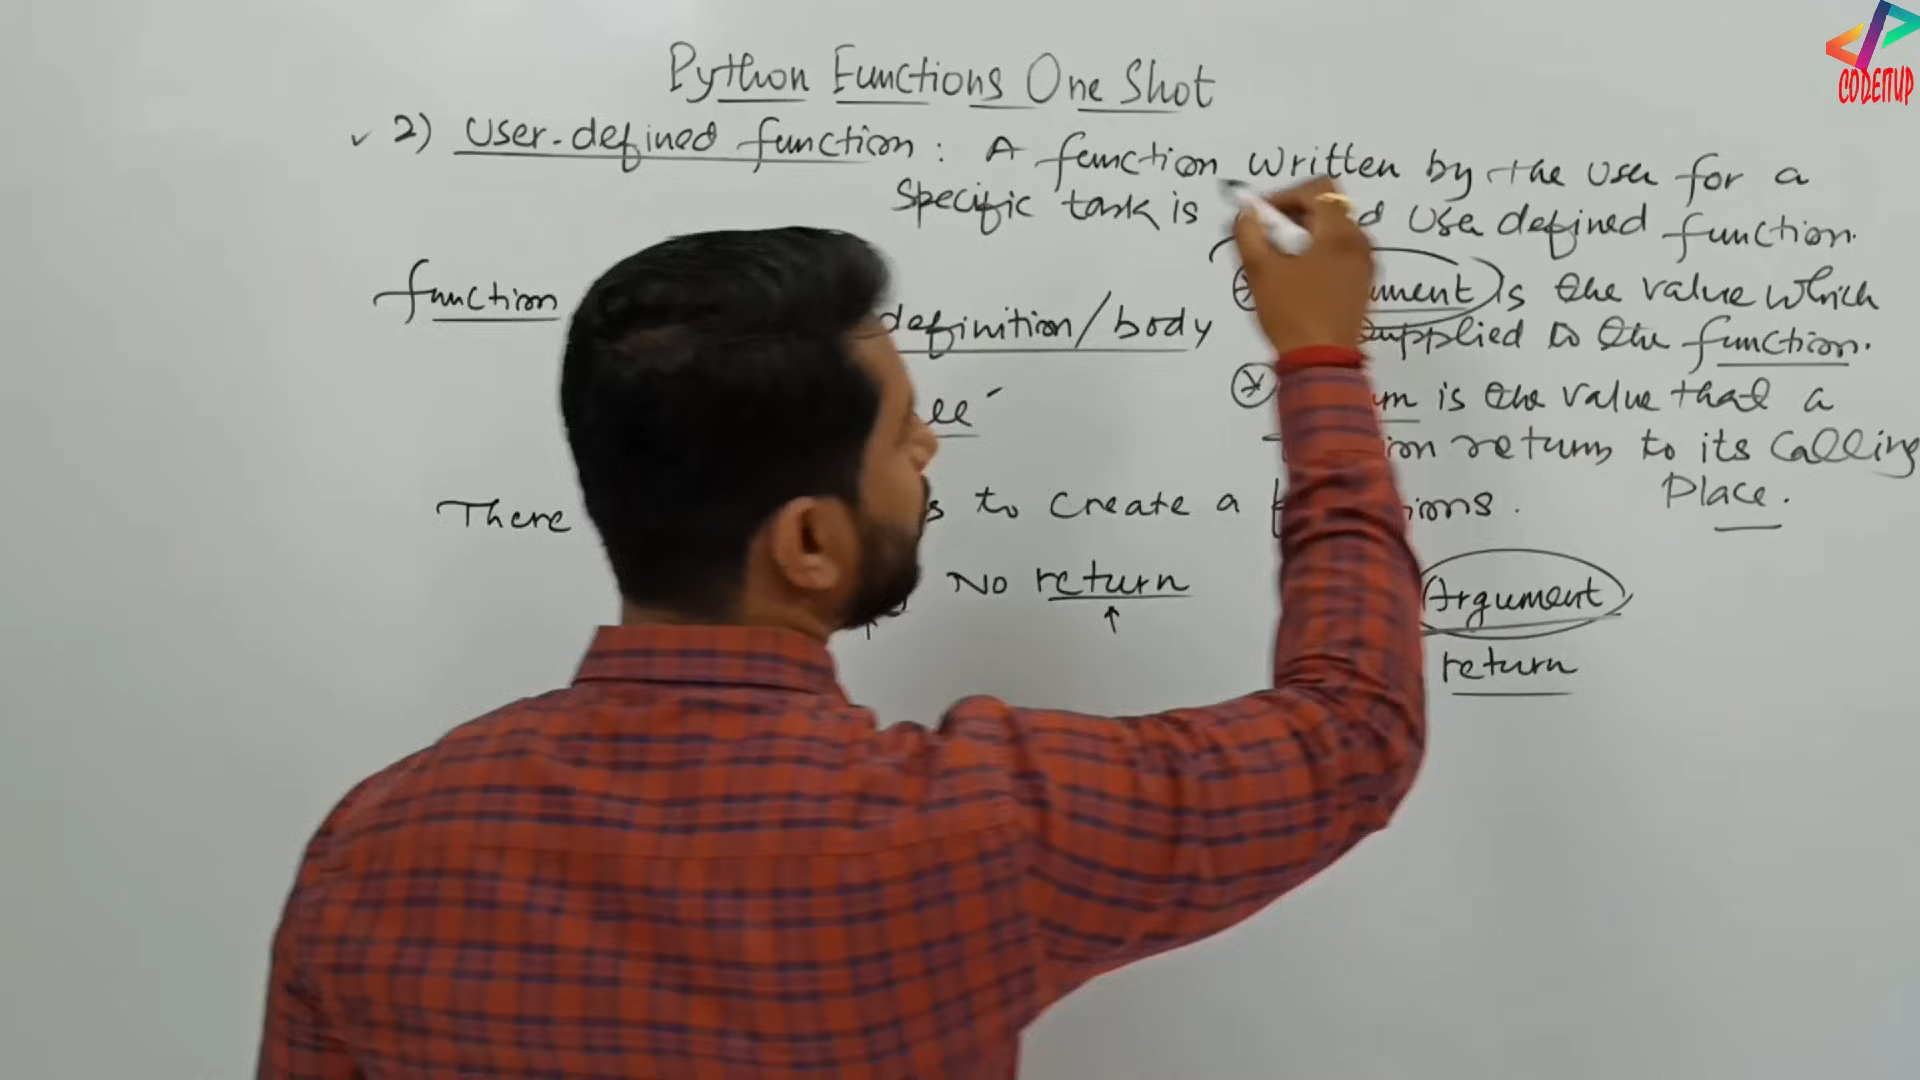 Python Functions One Shot
CODEITUP
2) User-defined function: A function written by the user for a
specific task is
d use defined function.
function
definition/body
ument is the value which
supplied to the function.
is the value that a
ion return to its calling
Place.
There
s to create a
ions.
No return
Argument
return